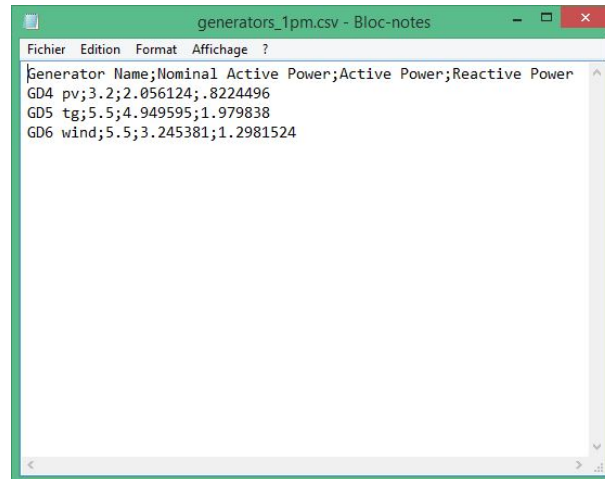 generators_1pm.csv - Bloc-notes
Fichier Edition Format Affichage ?
Generator Name;Nominal Active Power;Active Power;Reactive Power
GD4 pv;3.2;2.056124;.8224496
GD5 tg;5.5;4.949595;1.979838
GD6 wind;5.5;3.245381;1.2981524